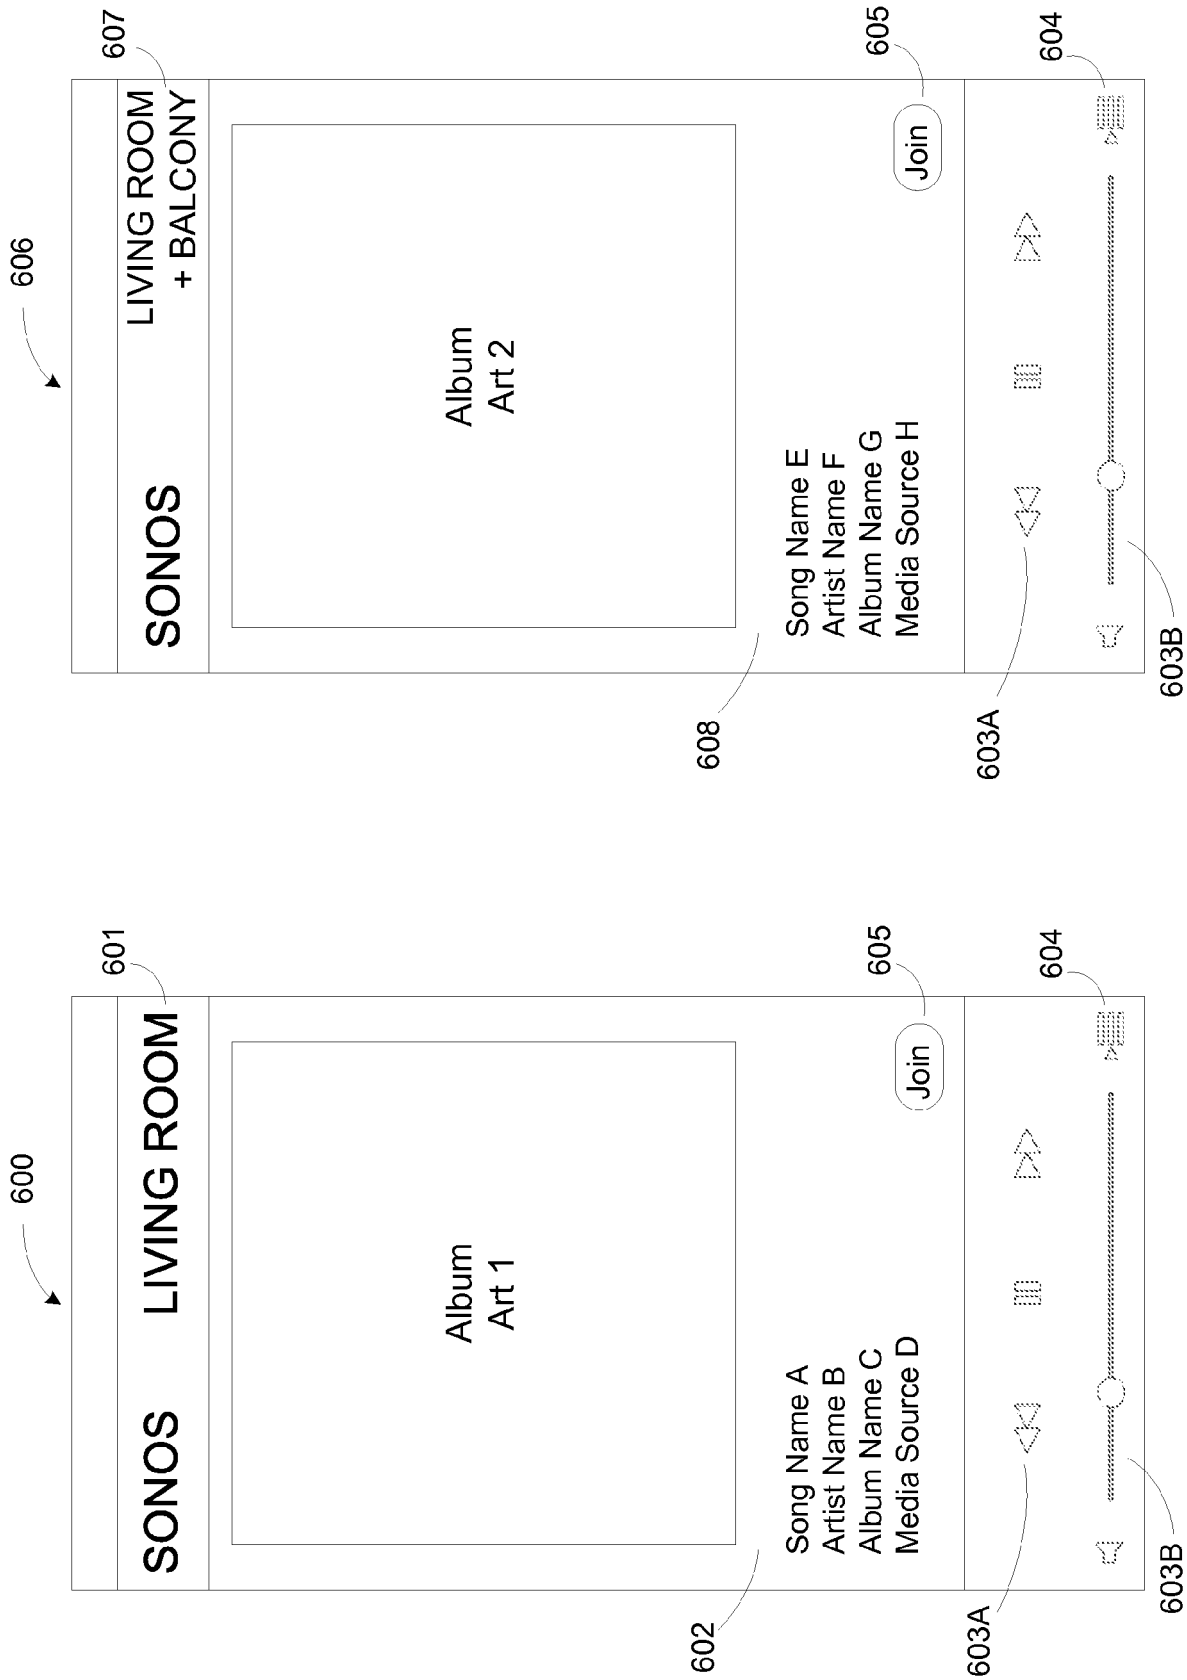 600
SONOS LIVING ROOM
601
Album
Art 1
602
Song Name A
Artist Name B
Album Name C
Media Source D
Join
605
603A
604
603B
606
SONOS
LIVING ROOM
+ BALCONY
607
Album
Art 2
608
Song Name E
Artist Name F
Album Name G
Media Source H
Join
605
603A
604
603B